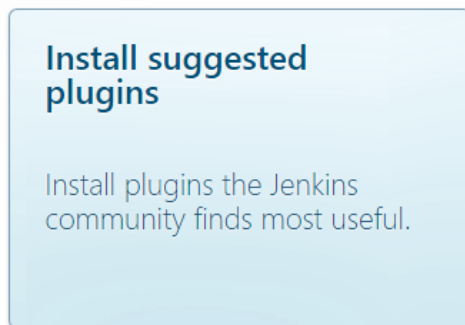 Install suggested
plugins
Install plugins the Jenkins
community finds most useful.